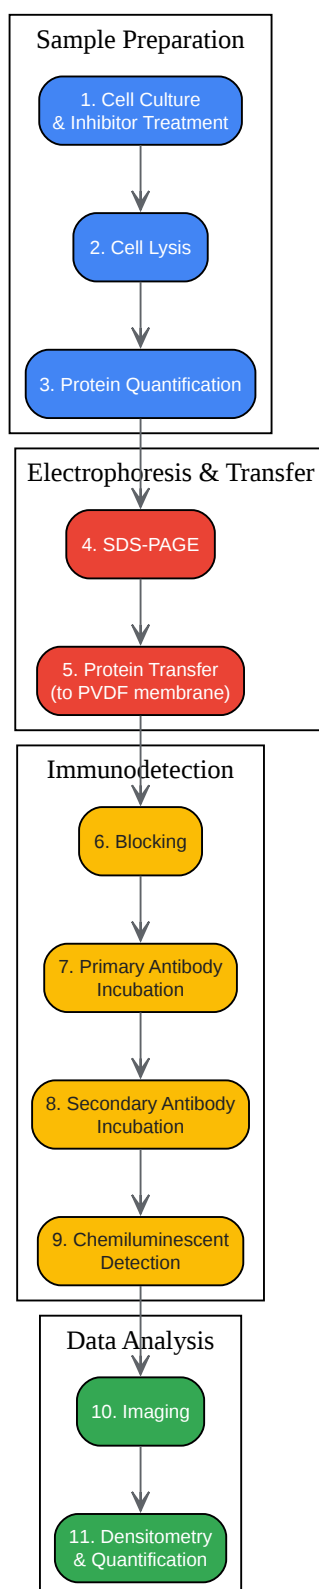 Sample Preparation
1. Cell Culture
& Inhibitor Treatment
2. Cell Lysis
3. Protein Quantification
Electrophoresis & Transfer
4. SDS-PAGE
5. Protein Transfer
(to PVDF membrane)
Immunodetection
6. Blocking
7. Primary Antibody
Incubation
8. Secondary Antibody
Incubation
9. Chemiluminescent
Detection
Data Analysis
10. Imaging
11. Densitometry
& Quantification